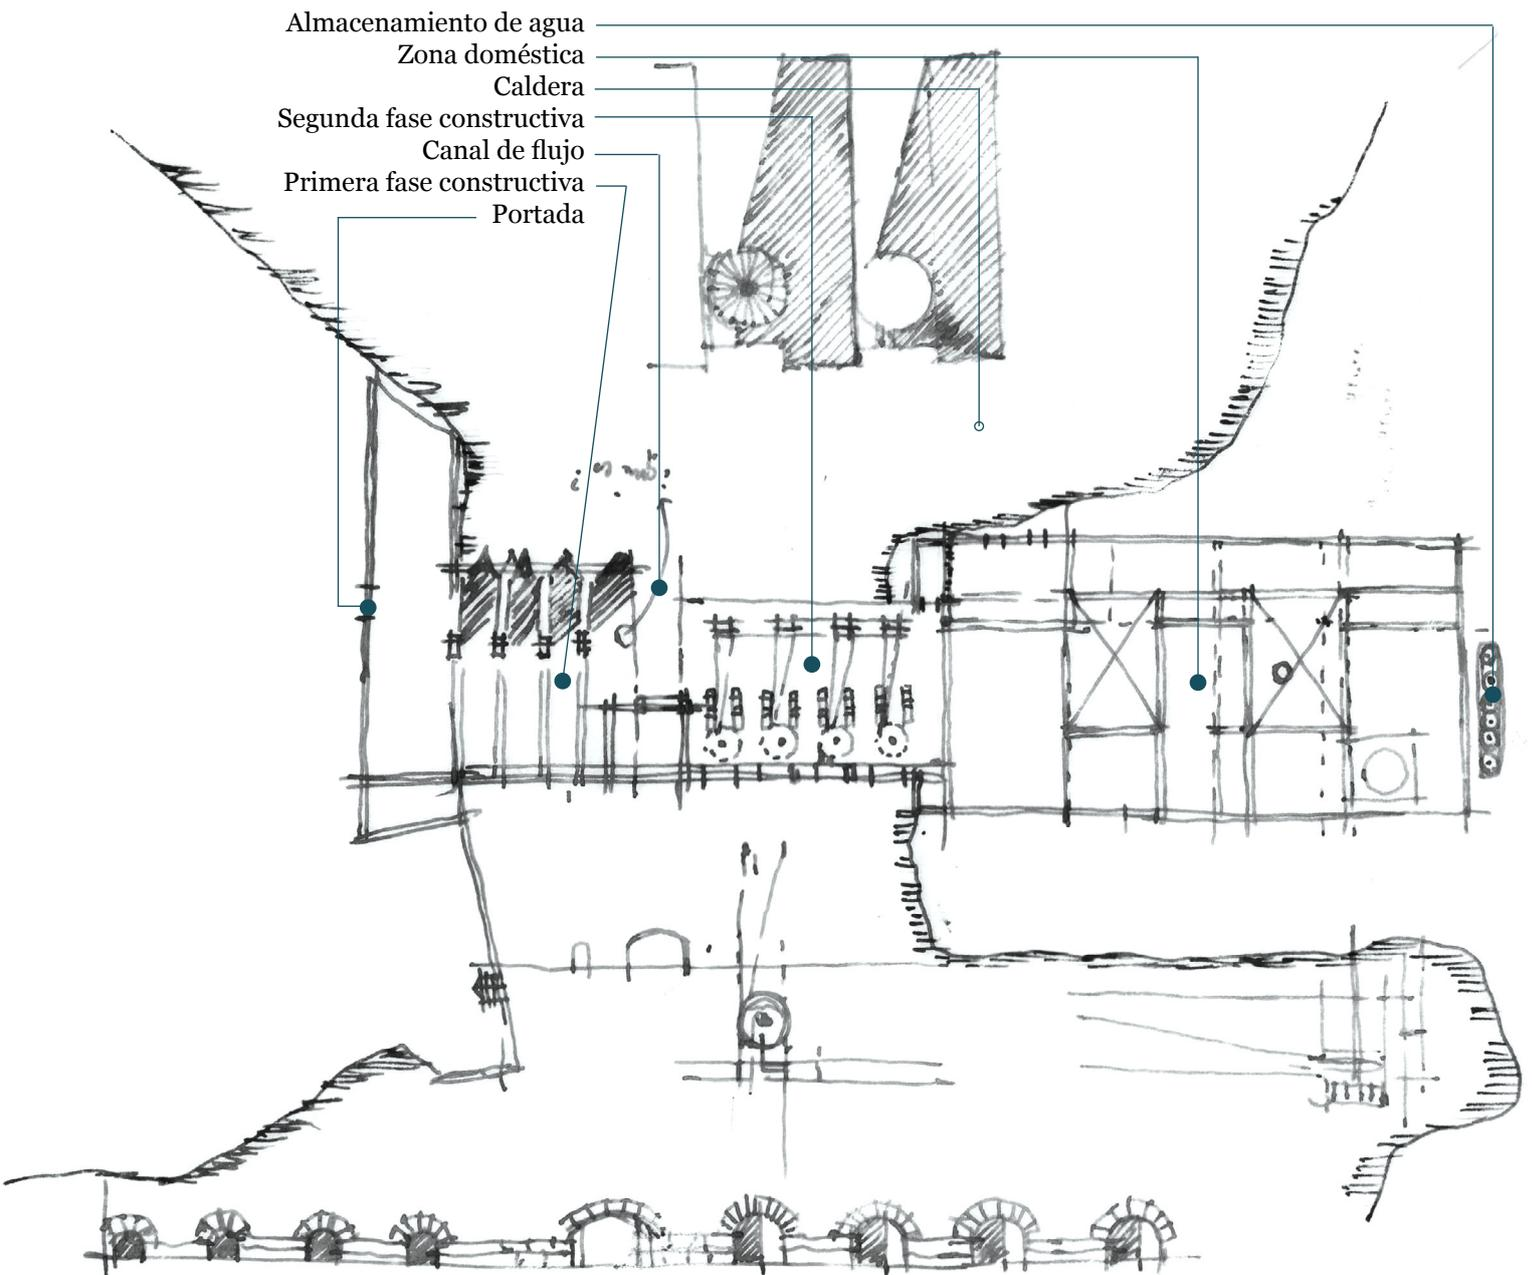 Almacenamiento de agua
Zona doméstica
Caldera
Segunda fase constructiva
Canal de flujo
Primera fase constructiva
Portada